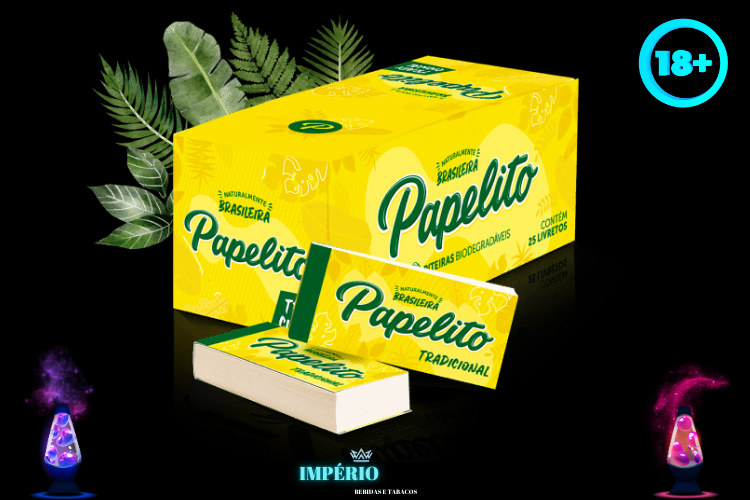 18+
Papelito
NATURALMENTE
BRASILEIRA
Papelito
CONTÉM
25 LIVRETOS
PITEIRAS BIODEGRADÁVEIS
NATURALMENTE
BRASILEIRA
Papelito
NATURALMENTE
BRASILEIRA
Papelito
TRADICIONAL
Papelito
TRADICIONAL
IMPÉRIO
BEBIDAS E TABACOS